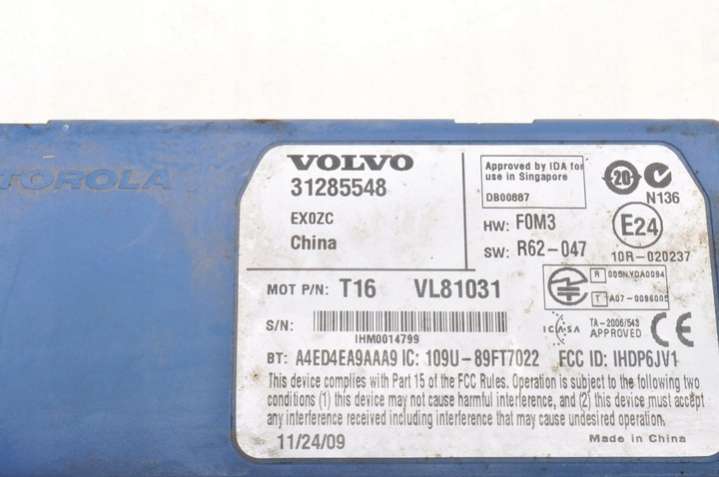 TOROLA
VOLVO
31285548
EX0ZC
China
Approved by IDA for
use in Singapore
DB00887
20
N136
HW: F0M3
SW: R62-047
E24
10R-020237
MOT P/N: T16 VL81031
R
T A07-0096005
S/N:
IHM0014799
ICASA
TA-2006/543
APPROVED
CE
BT: A4ED4EA9AAA9 IC: 109U-89FT7022 FCC ID: IHDP6JV1
This device complies with Part 15 of the FCC Rules. Operation is subject to the following two
conditions (1) this device may not cause harmful interference, and (2) this device must accept
any interference received including interference that may cause undesired operation.
11/24/09
Made in China